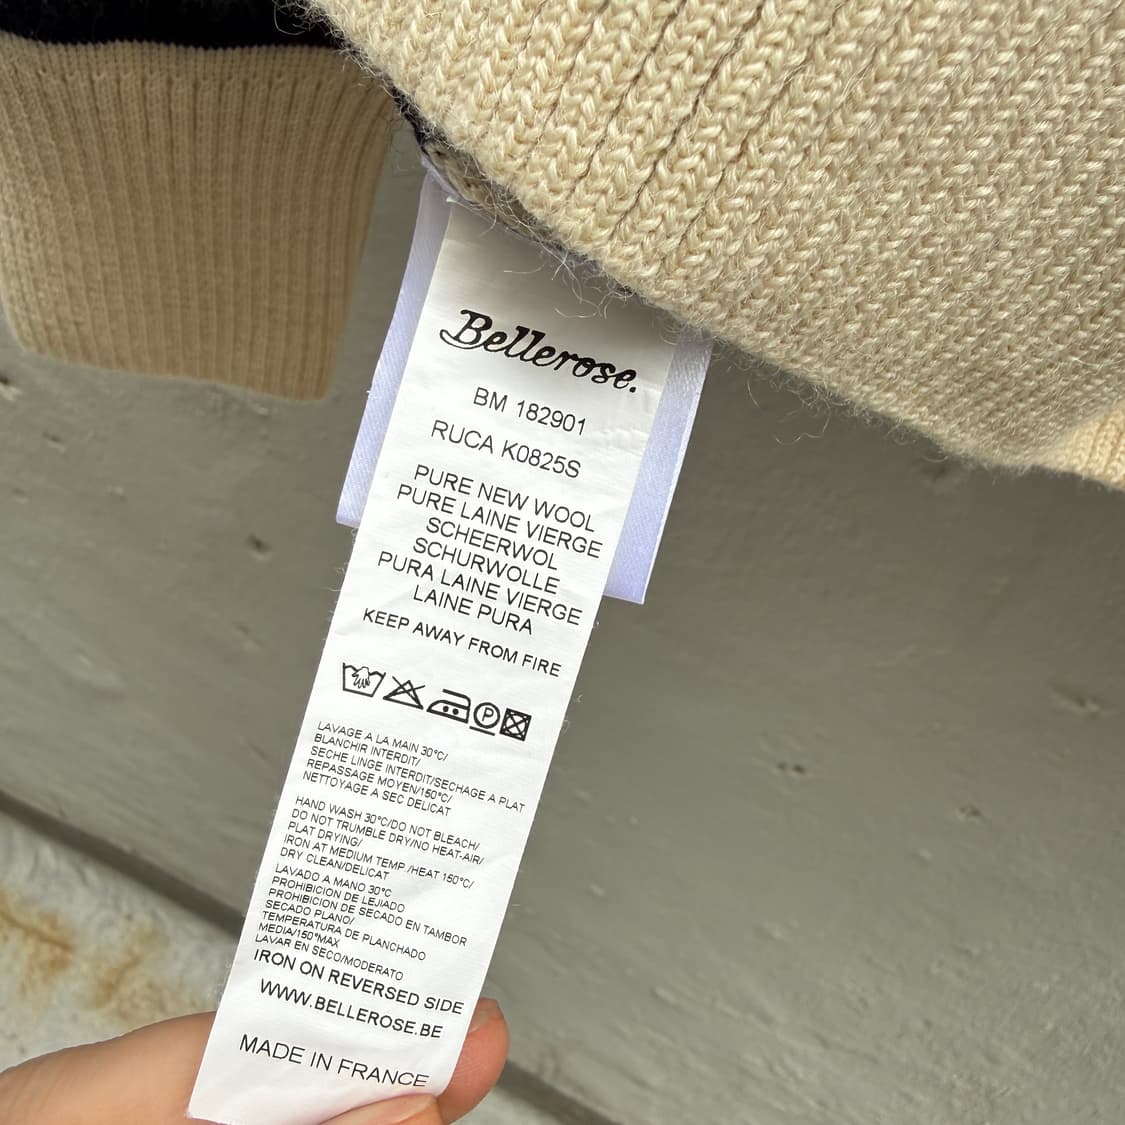 Bellerose.
BM 182901
RUCA K0825S
PURE NEW WOOL
PURE LAINE VIERGE
SCHEERWOL
SCHURWOLLE
PURA LAINE VIERGE
LAINE PURA
KEEP AWAY FROM FIRE
P
LAVAGE A LA MAIN 30°C/
BLANCHIR INTERDIT/
SECHE LINGE INTERDIT/SECHAGE A PLAT
REPASSAGE MOYEN/150°C/
NETTOYAGE A SEC DELICAT
HAND WASH 30°C/DO NOT BLEACH/
DO NOT TRUMBLE DRY/NO HEAT-AIR/
PLAT DRYING/
IRON AT MEDIUM TEMP /HEAT 150°C/
DRY CLEAN/DELICAT
LAVADO A MANO 30°C
PROHIBICION DE LEJIADO
PROHIBICION DE SECADO EN TAMBOR
SECADO PLANO/
TEMPERATURA DE PLANCHADO
MEDIA/150°MAX
LAVAR EN SECO/MODERATO
IRON ON REVERSED SIDE
WWW.BELLEROSE.BE
MADE IN FRANCE